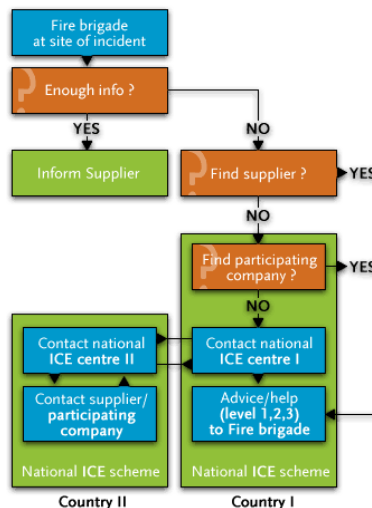 Fire brigade
at site of incident
Enough info ?
YES
NO
Inform Supplier
Find supplier ?
YES
NO
Find participating
company ?
YES
NO
Contact national
ICE centre II
Contact national
ICE centre I
Contact supplier/
participating
company
Advice/help
(level 1,2,3)
to Fire brigade
National ICE scheme
National ICE scheme
Country II
Country I